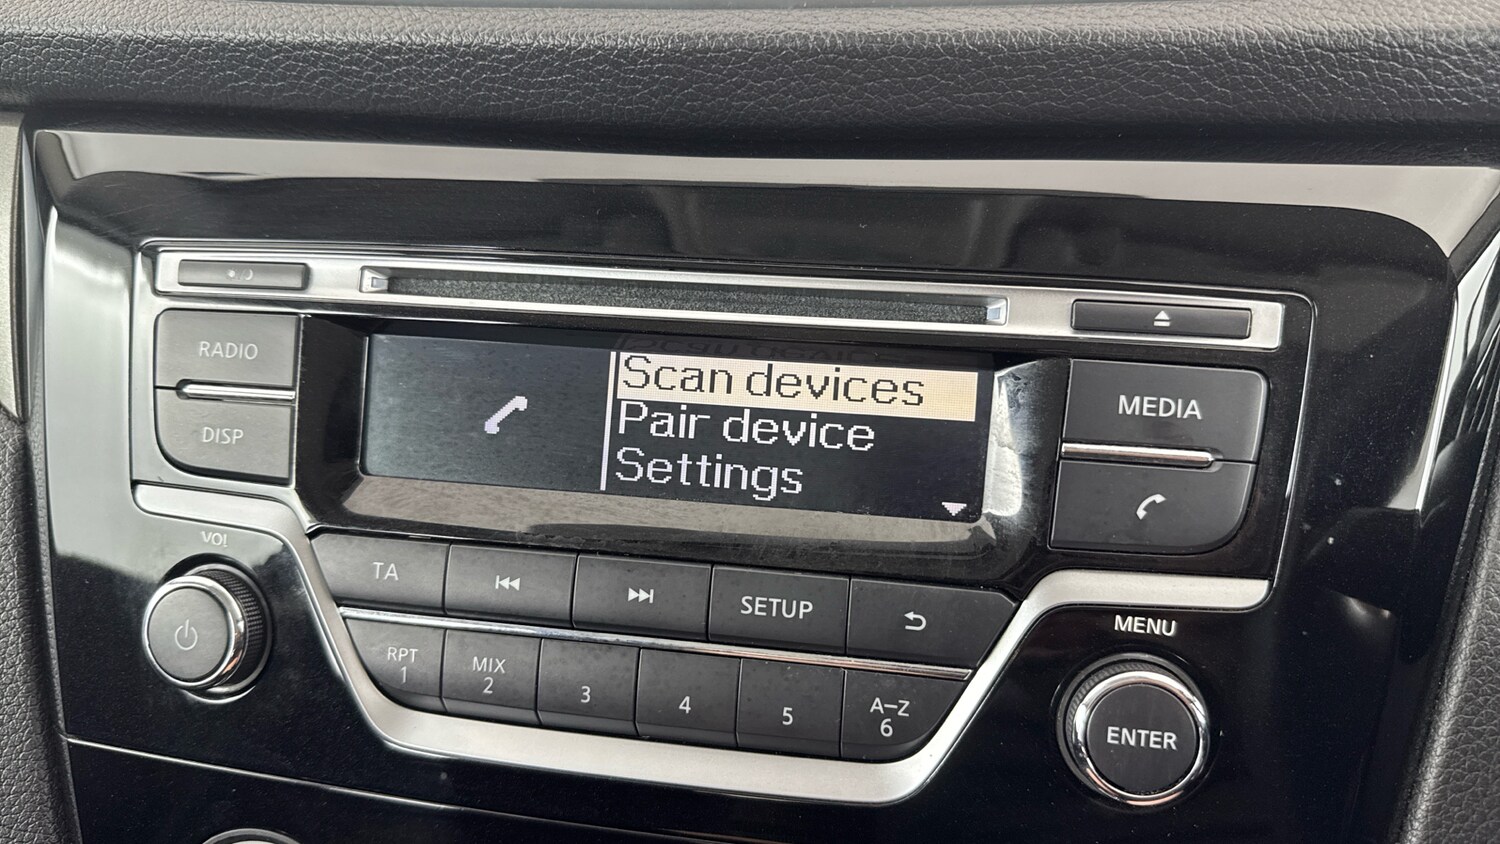 Scan devices
Pair device
Settings
RADIO
DISP
MEDIA
VOL
TA
SETUP
MENU
RPT
1
MIX
2
3
4
5
A–Z
6
ENTER